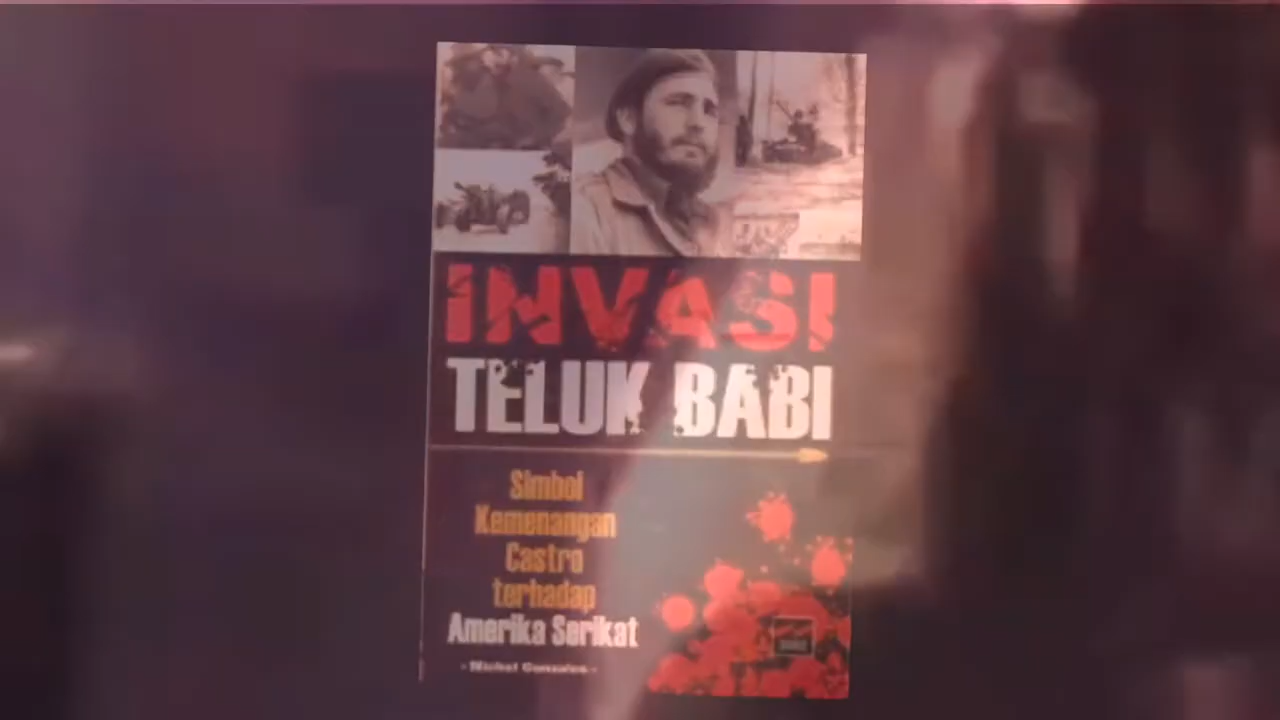 INVASI
TELUK BABI
Simbol
Kemenangan
Castro
terhadap
Amerika Serikat